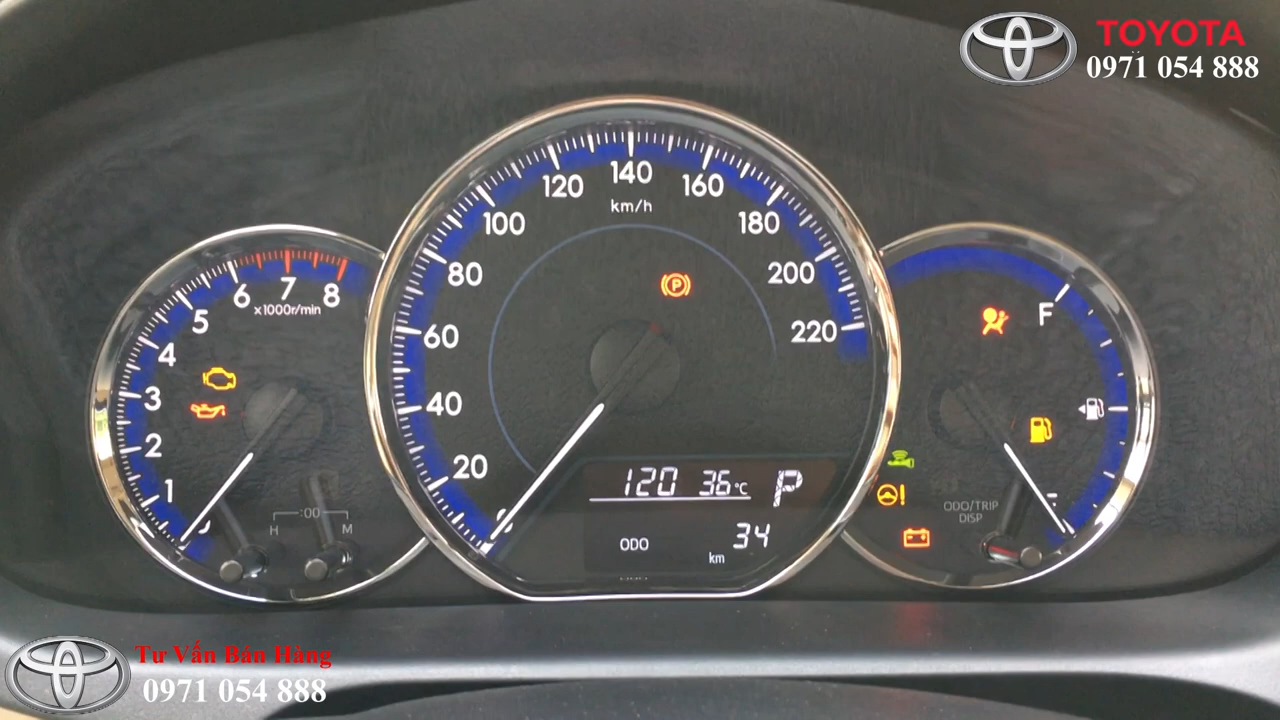 TOYOTA
0971 054 888
140
120
160
km/h
100
180
80
200
60
220
40
20
6
7
8
x1000r/min
5
4
3
2
1
H
:00
M
P
F
120
36°C
P
ODO
34
km
ODO/TRIP
DISP
Tư Vấn Bán Hàng
0971 054 888